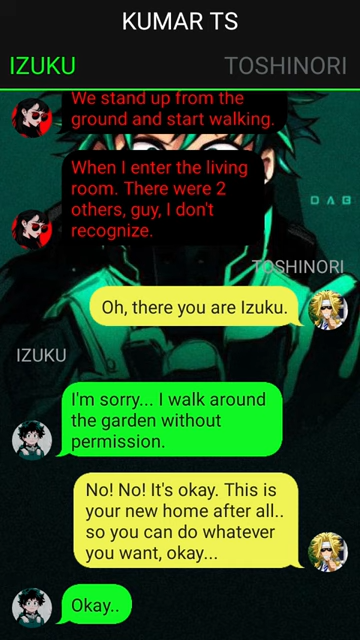 KUMAR TS
IZUKU
TOSHINORI
We stand up from the
ground and start walking.
When I enter the living
room. There were 2
others, guy, I don't
recognize.
DAB
TOSHINORI
Oh, there you are Izuku.
IZUKU
I'm sorry... I walk around
the garden without
permission.
No! No! It's okay. This is
your new home after all..
so you can do whatever
you want, okay...
Okay..